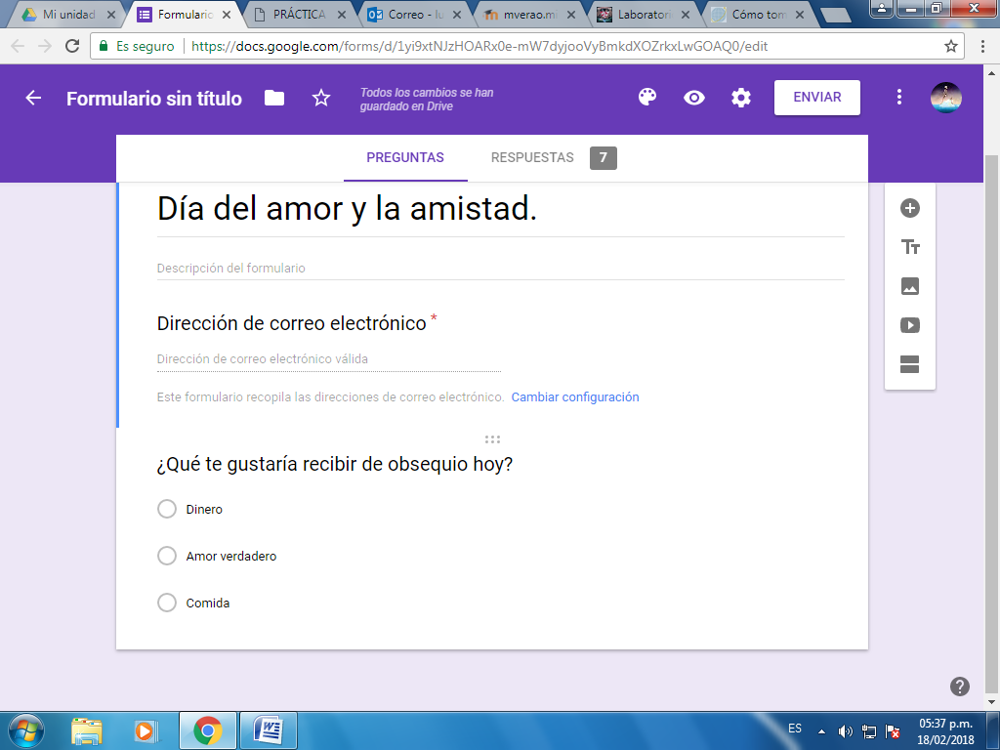 Mi unidad
Formulario
PRÁCTICA
Correo - lu
mverao.mi
Laboratori
Cómo tom
Es seguro
https://docs.google.com/forms/d/1yi9xtNJzHOARx0e-mW7dyjooVyBmkdXOZrkxLwGOAQ0/edit
Formulario sin título
Todos los cambios se han
guardado en Drive
ENVIAR
PREGUNTAS
RESPUESTAS 7
Día del amor y la amistad.
Descripción del formulario
Dirección de correo electrónico *
Dirección de correo electrónico válida
Este formulario recopila las direcciones de correo electrónico. Cambiar configuración
¿Qué te gustaría recibir de obsequio hoy?
Dinero
Amor verdadero
Comida
ES
05:37 p.m.
18/02/2018